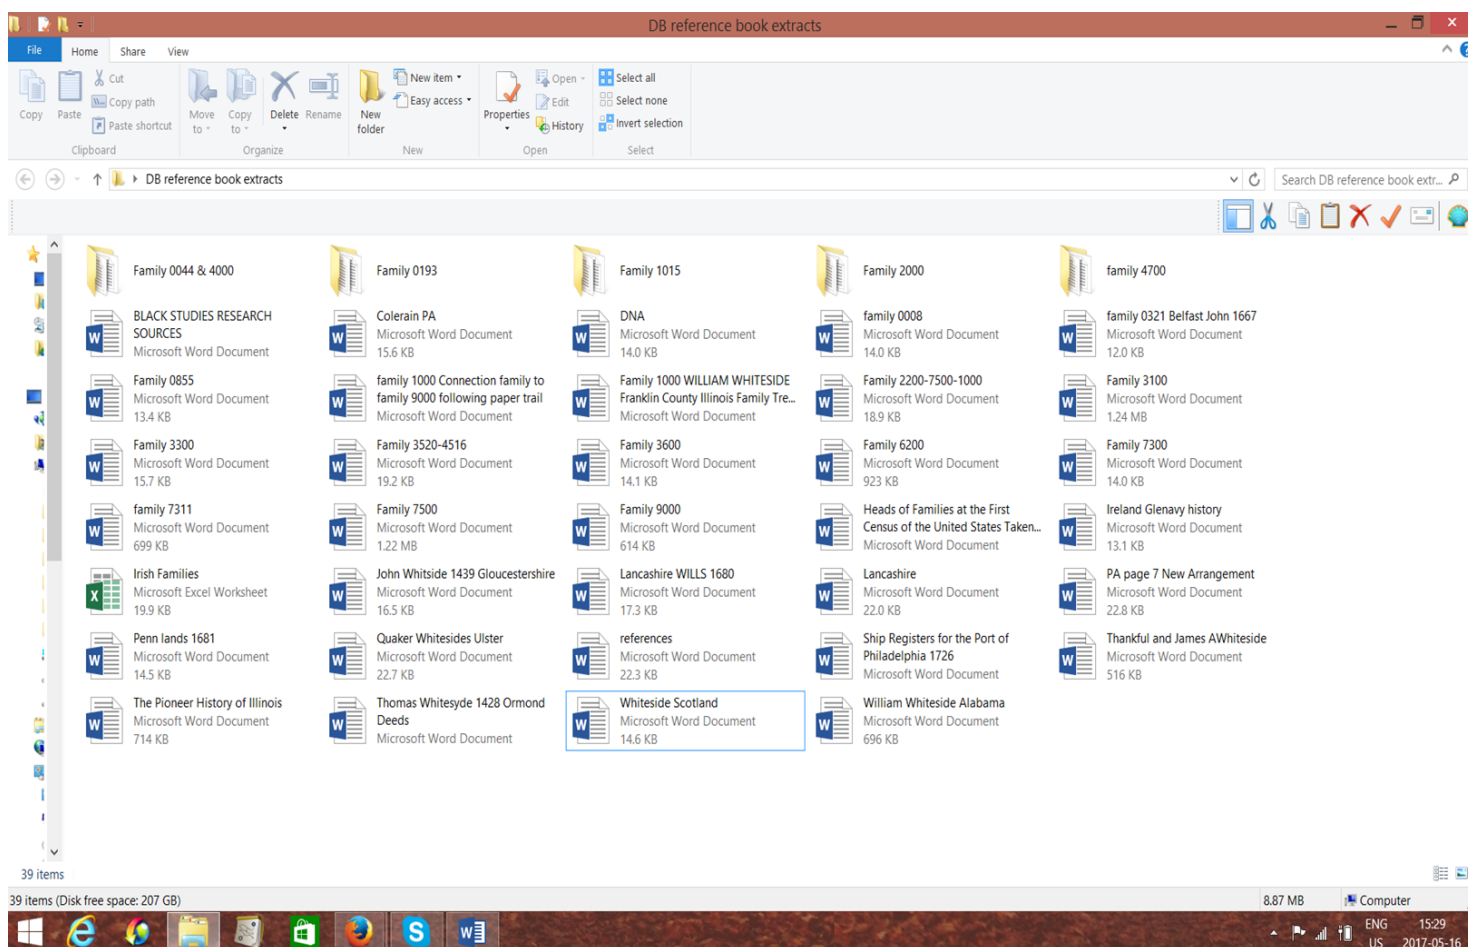 DB reference book extracts
File Home Share View
Copy
Paste
Cut
Copy path
Paste shortcut
Clipboard
Move to
Copy to
Delete
Rename
Organize
New folder
New item
Easy access
New
Properties
Open
Edit
History
Open
Select all
Select none
Invert selection
Select
DB reference book extracts
Search DB reference book extr...
Family 0044 & 4000
Family 0193
Family 1015
Family 2000
family 4700
BLACK STUDIES RESEARCH
SOURCES
Microsoft Word Document
Colerain PA
Microsoft Word Document
15.6 KB
DNA
Microsoft Word Document
14.0 KB
family 0008
Microsoft Word Document
14.0 KB
family 0321 Belfast John 1667
Microsoft Word Document
12.0 KB
Family 0855
Microsoft Word Document
13.4 KB
family 1000 Connection family to
family 9000 following paper trail
Microsoft Word Document
Family 1000 WILLIAM WHITESIDE
Franklin County Illinois Family Tre...
Microsoft Word Document
Family 2200-7500-1000
Microsoft Word Document
18.9 KB
Family 3100
Microsoft Word Document
1.24 MB
Family 3300
Microsoft Word Document
15.7 KB
Family 3520-4516
Microsoft Word Document
19.2 KB
Family 3600
Microsoft Word Document
14.1 KB
Family 6200
Microsoft Word Document
923 KB
Family 7300
Microsoft Word Document
14.0 KB
family 7311
Microsoft Word Document
699 KB
Family 7500
Microsoft Word Document
1.22 MB
Family 9000
Microsoft Word Document
614 KB
Heads of Families at the First
Census of the United States Taken...
Microsoft Word Document
Ireland Glenavy history
Microsoft Word Document
13.1 KB
Irish Families
Microsoft Excel Worksheet
19.9 KB
John Whitside 1439 Gloucestershire
Microsoft Word Document
16.5 KB
Lancashire WILLS 1680
Microsoft Word Document
17.3 KB
Lancashire
Microsoft Word Document
22.0 KB
PA page 7 New Arrangement
Microsoft Word Document
22.8 KB
Penn lands 1681
Microsoft Word Document
14.5 KB
Quaker Whitesides Ulster
Microsoft Word Document
22.7 KB
references
Microsoft Word Document
22.3 KB
Ship Registers for the Port of
Philadelphia 1726
Microsoft Word Document
Thankful and James AWhiteside
Microsoft Word Document
516 KB
The Pioneer History of Illinois
Microsoft Word Document
714 KB
Thomas Whitesyde 1428 Ormond
Deeds
Microsoft Word Document
Whiteside Scotland
Microsoft Word Document
14.6 KB
William Whiteside Alabama
Microsoft Word Document
696 KB
39 items
39 items (Disk free space: 207 GB)
8.87 MB
Computer
ENG
US
15:29
2017-05-16